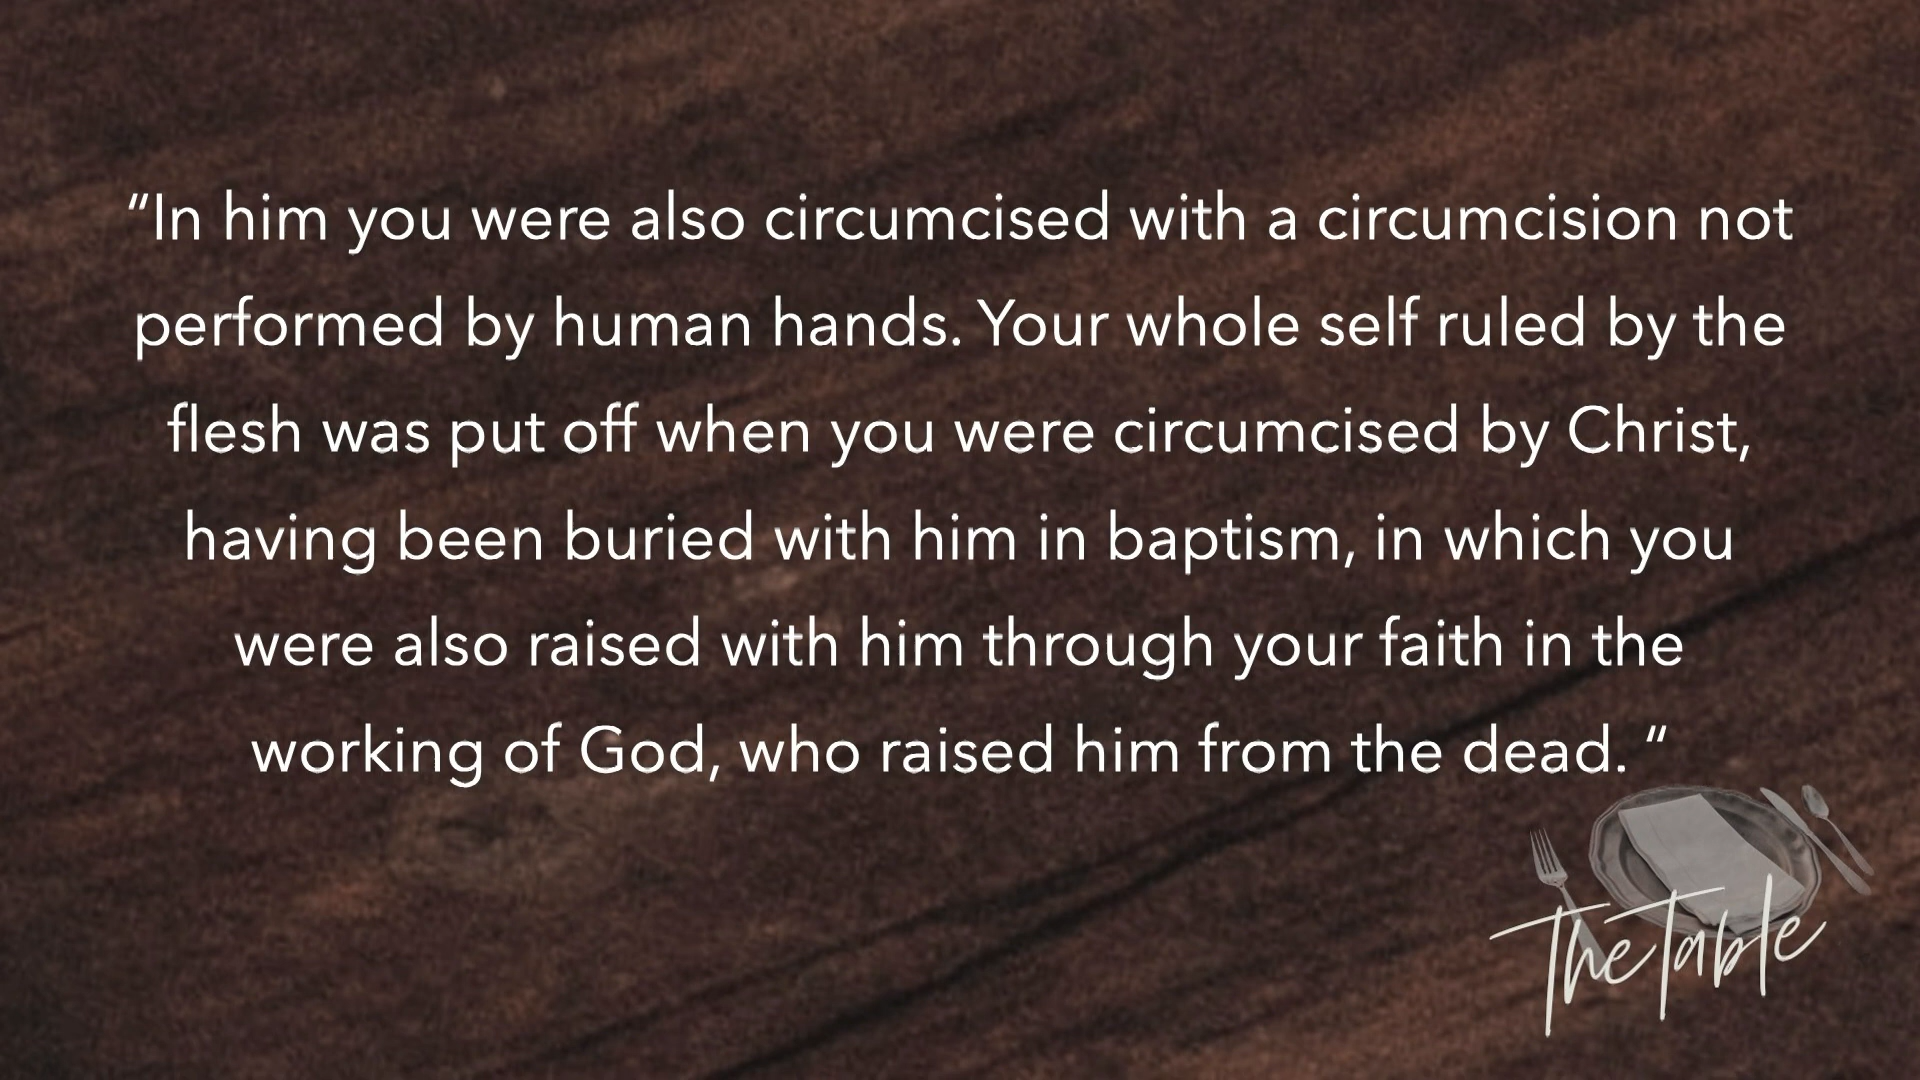 “In him you were also circumcised with a circumcision not
performed by human hands. Your whole self ruled by the
flesh was put off when you were circumcised by Christ,
having been buried with him in baptism, in which you
were also raised with him through your faith in the
working of God, who raised him from the dead. “
The Table